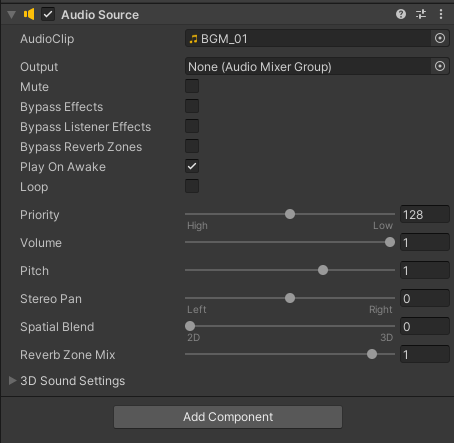 Audio Source
AudioClip BGM_01
Output None (Audio Mixer Group)
Mute
Bypass Effects
Bypass Listener Effects
Bypass Reverb Zones
Play On Awake
Loop
Priority 128
High Low
Volume 1
Pitch 1
Stereo Pan 0
Left Right
Spatial Blend 0
2D 3D
Reverb Zone Mix 1
3D Sound Settings
Add Component